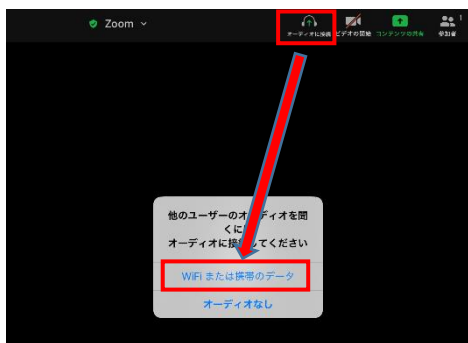 Zoom
オーディオに接続 ビデオの開始 コンテンツの共有 参加者
1
他のユーザーのオーディオを聞
くに
オーディオに接続してください
WiFi または携帯のデータ
オーディオなし